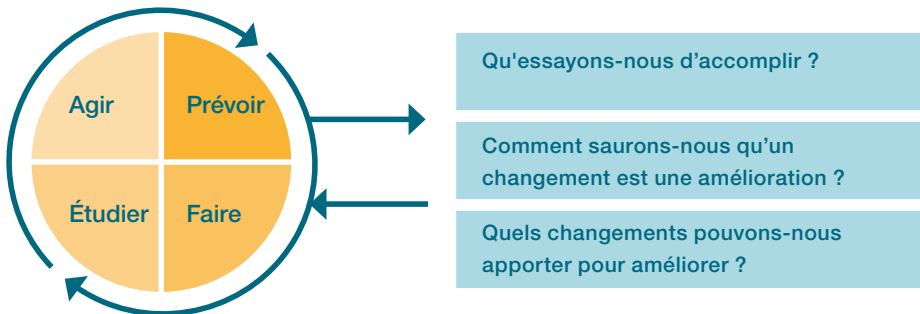 Agir
Prévoir
Étudier
Faire
Qu'essayons-nous d’accomplir ?
Comment saurons-nous qu’un
changement est une amélioration ?
Quels changements pouvons-nous
apporter pour améliorer ?